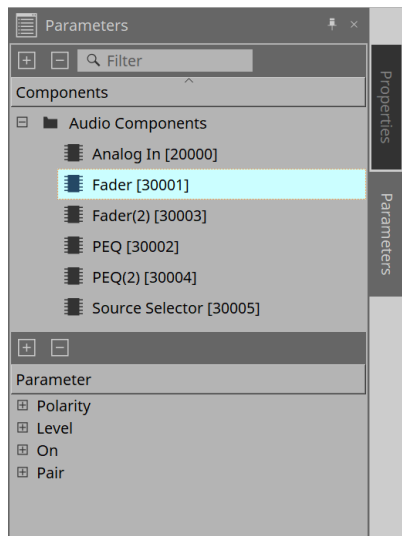 Parameters
Filter
Components
Audio Components
Analog In [20000]
Fader [30001]
Fader(2) [30003]
PEQ [30002]
PEQ(2) [30004]
Source Selector [30005]
Parameter
Polarity
Level
On
Pair
Properties
Parameters